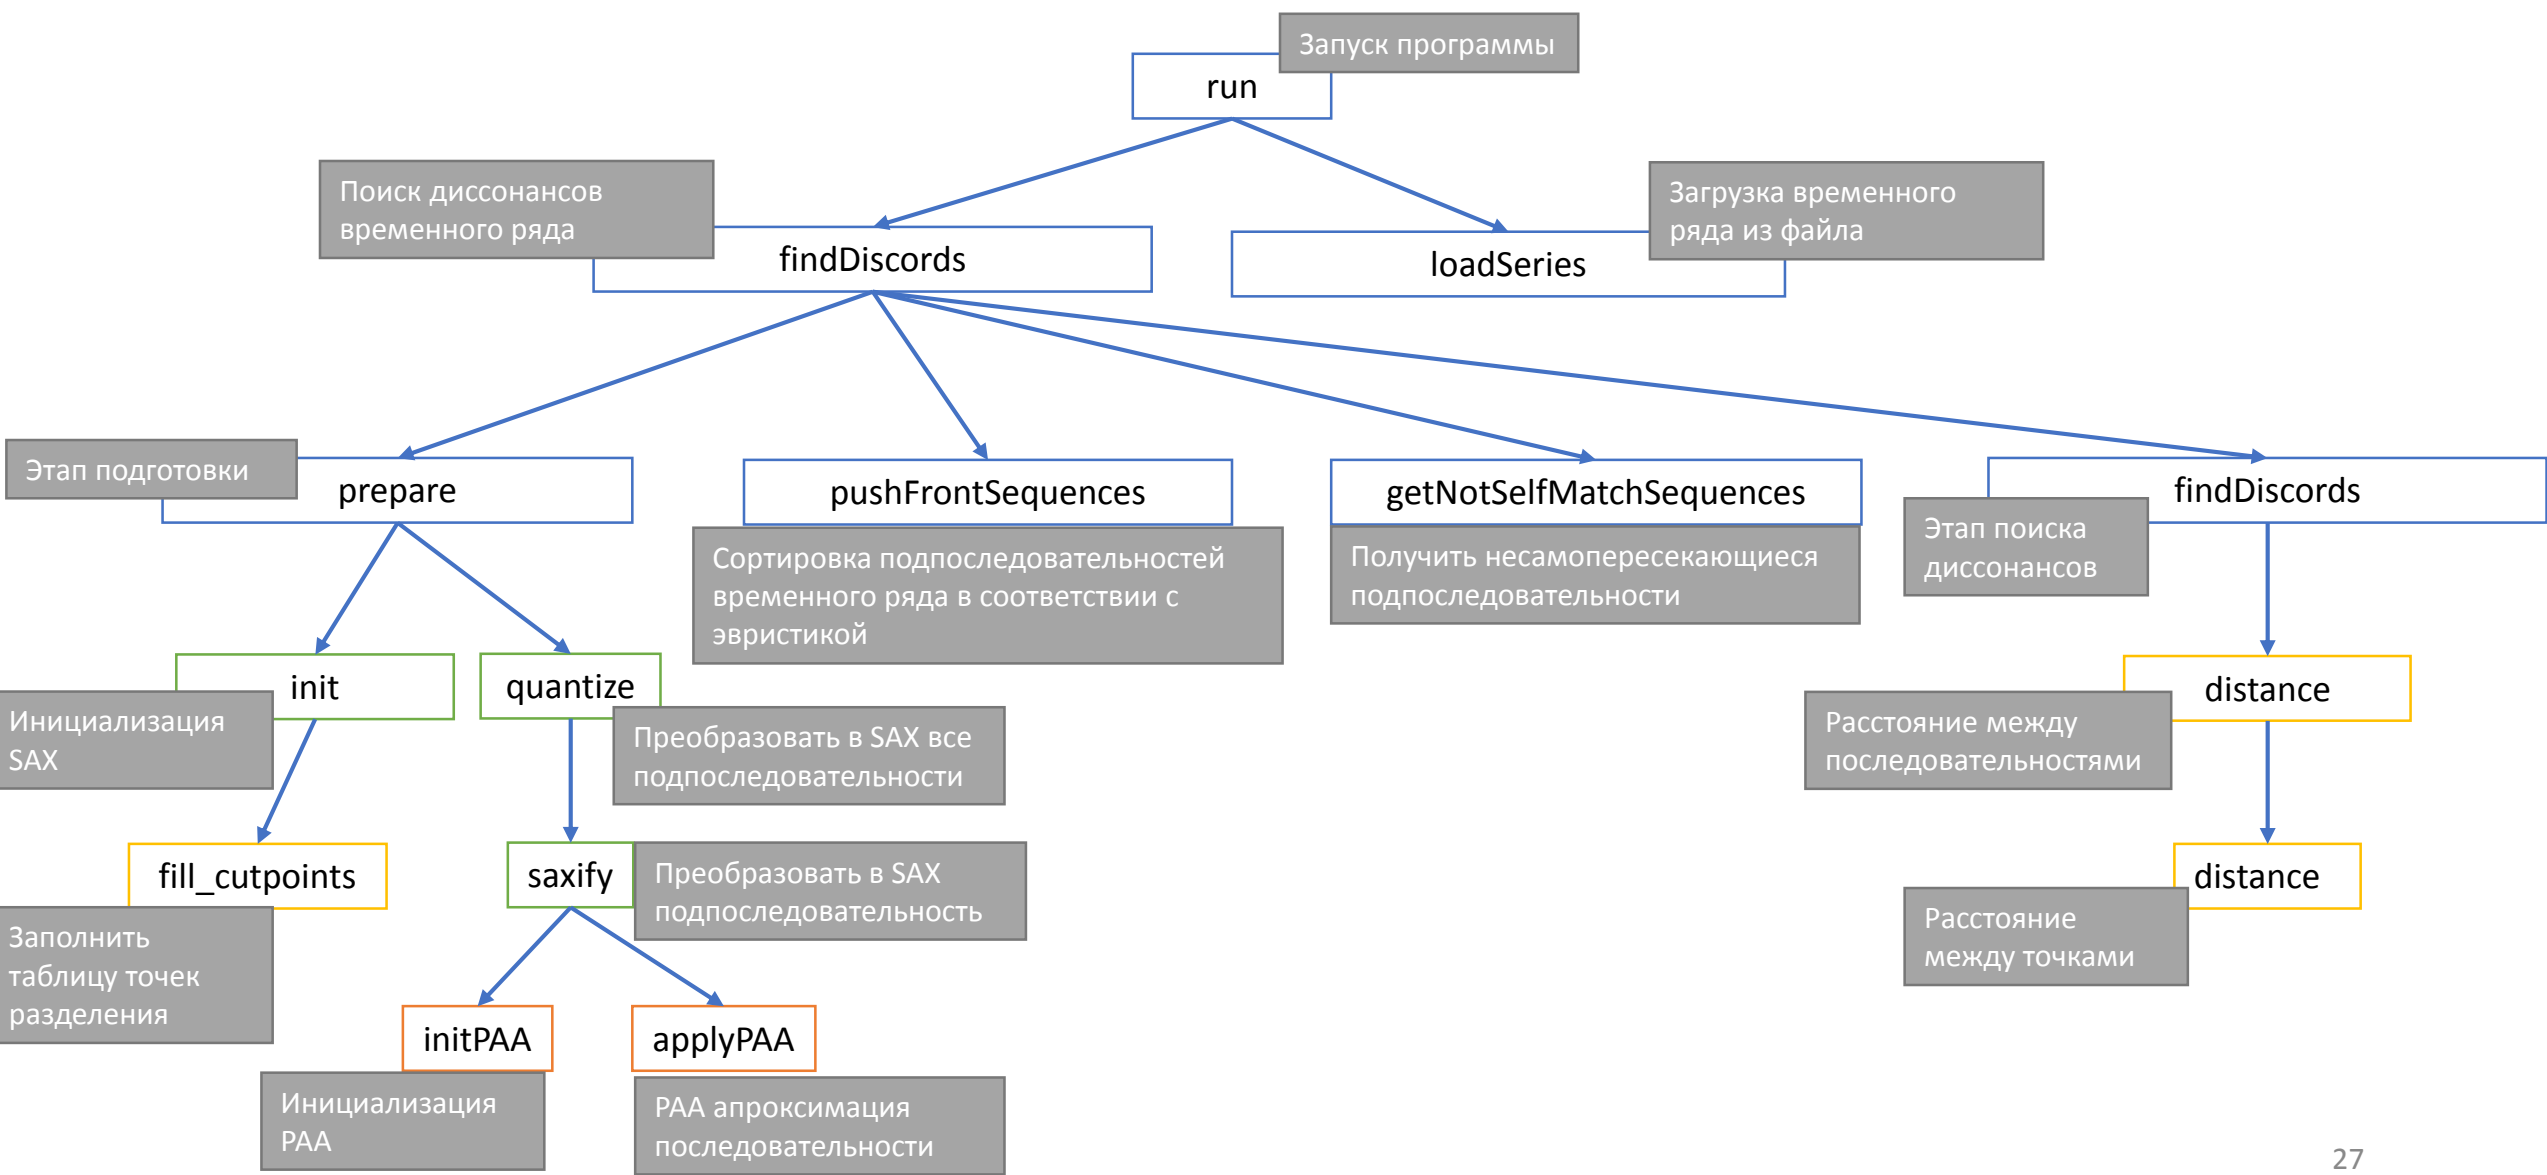 Запуск программы
run
Поиск диссонансов
временного ряда
findDiscords
Загрузка временного
ряда из файла
loadSeries
Этап подготовки
prepare
pushFrontSequences
Сортировка подпоследовательностей
временного ряда в соответствии с
эвристикой
getNotSelfMatchSequences
Получить несамопересекающиеся
подпоследовательности
findDiscords
Этап поиска
диссонансов
init
Инициализация
SAX
quantize
Преобразовать в SAX все
подпоследовательности
distance
Расстояние между
последовательностями
fill_cutpoints
Заполнить
таблицу точек
разделения
saxify
Преобразовать в SAX
подпоследовательность
distance
Расстояние
между точками
initPAA
Инициализация
PAA
applyPAA
PAA апроксимация
последовательности
27